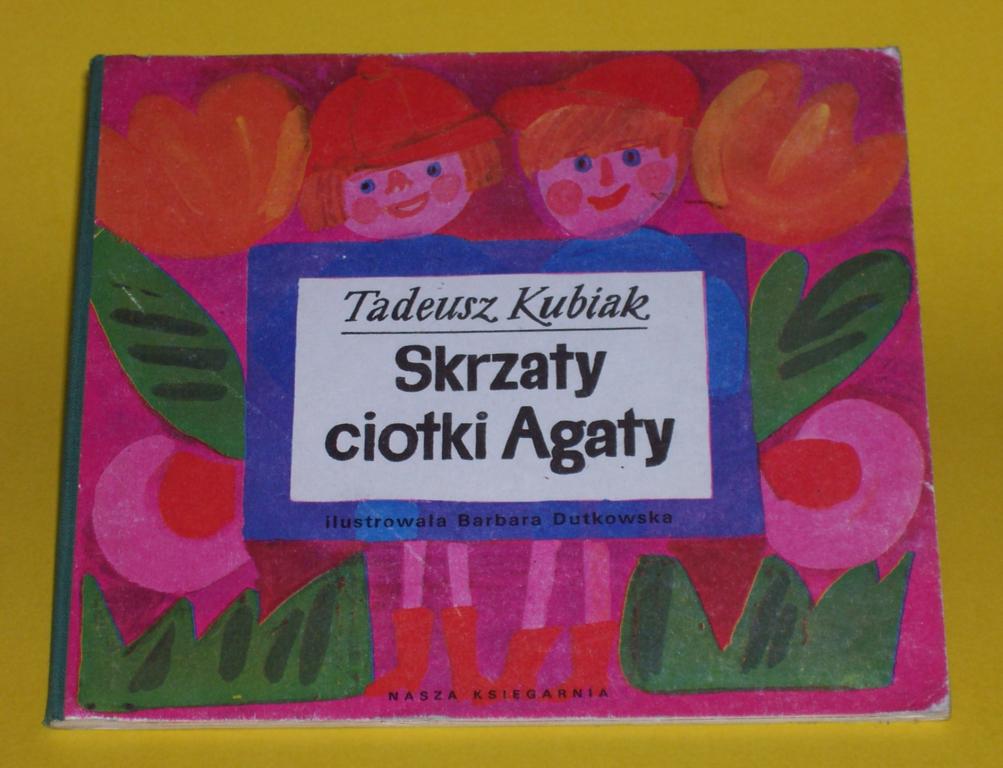 Tadeusz Kubiak
Skrzaty
ciotki Agaty
ilustrowała Barbara Dutkowska
NASZA KSIĘGARNIA